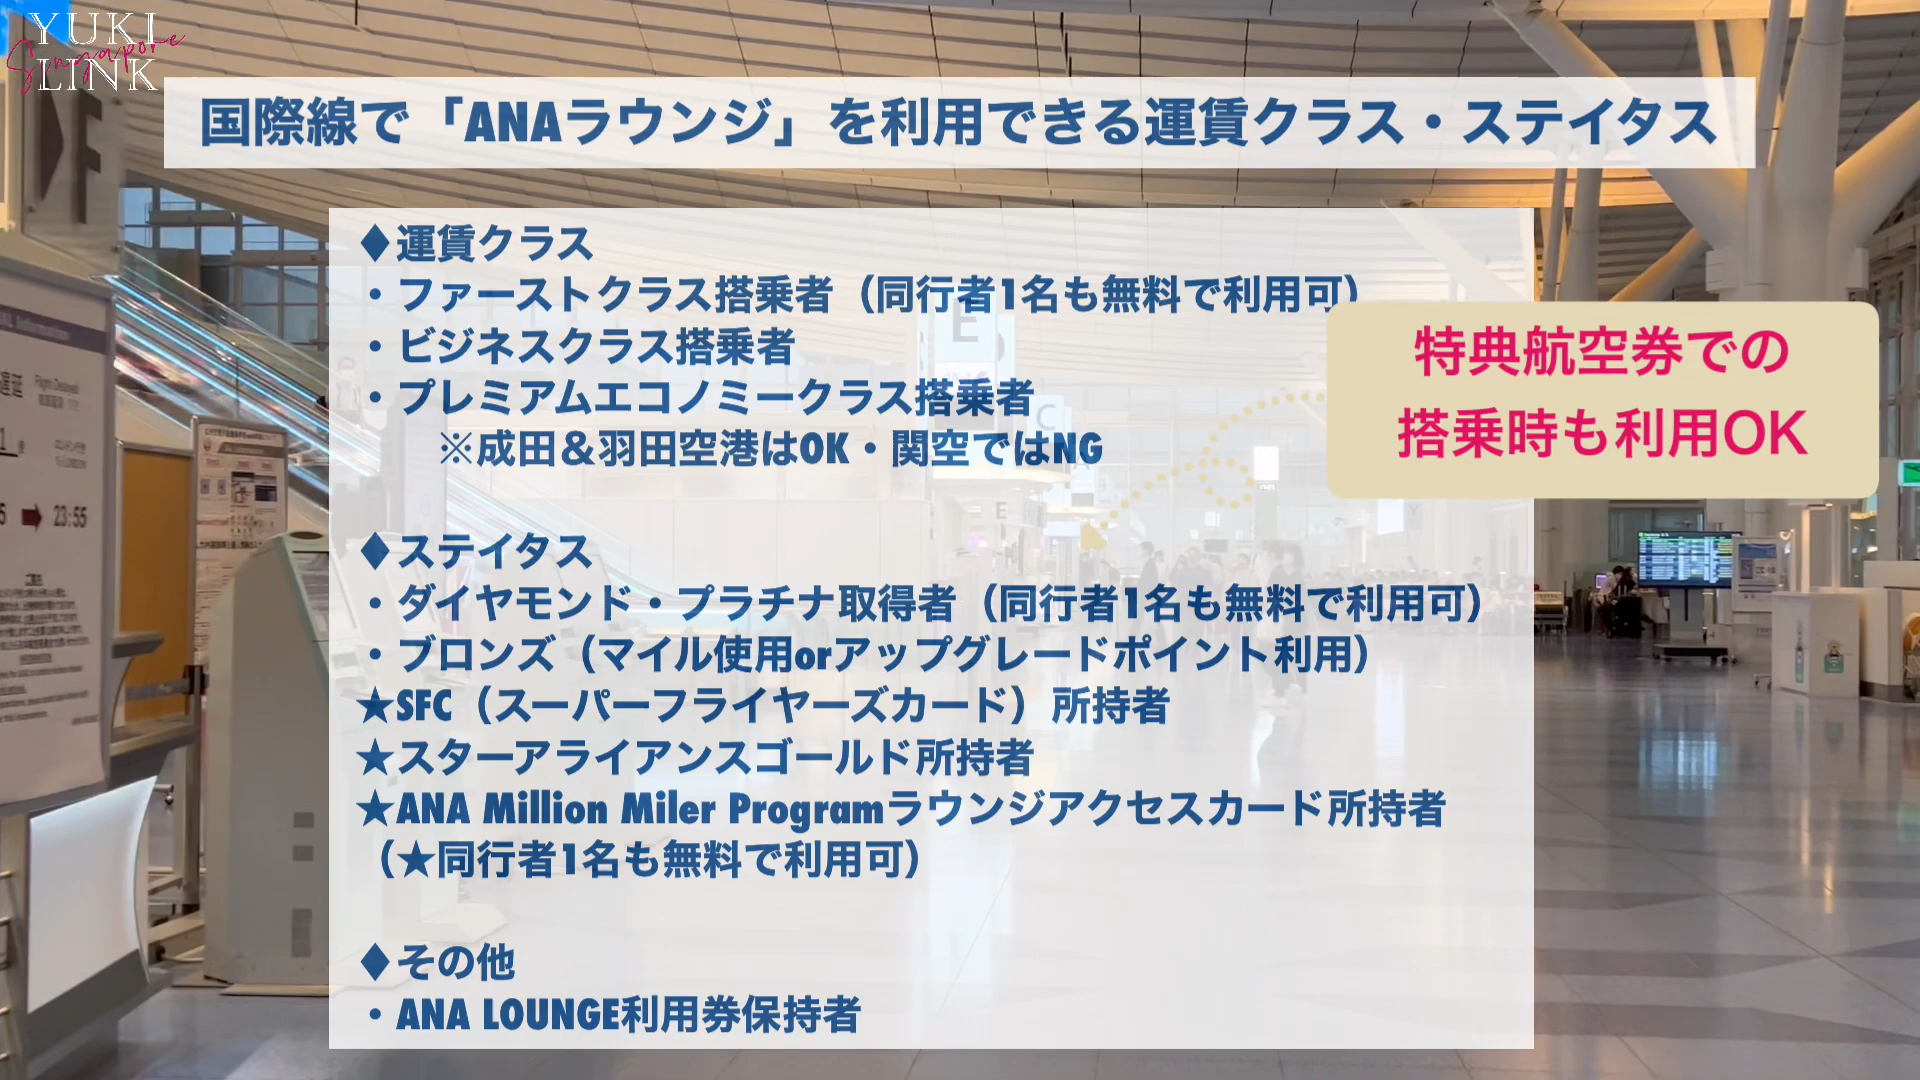 YUKI
Singapore
LINK
国際線で「ANAラウンジ」を利用できる運賃クラス・ステイタス
♦運賃クラス
・ファーストクラス搭乗者（同行者1名も無料で利用可）
・ビジネスクラス搭乗者
・プレミアムエコノミークラス搭乗者
※成田&羽田空港はOK・関空ではNG
特典航空券での
搭乗時も利用OK
♦ステイタス
・ダイヤモンド・プラチナ取得者（同行者1名も無料で利用可）
・ブロンズ（マイル使用orアップグレードポイント利用）
★SFC（スーパーフライヤーズカード）所持者
★スターアライアンスゴールド所持者
★ANA Million Miler Programラウンジアクセスカード所持者
（★同行者1名も無料で利用可）
♦その他
・ANA LOUNGE利用券保持者
F
E
C
E
23:55